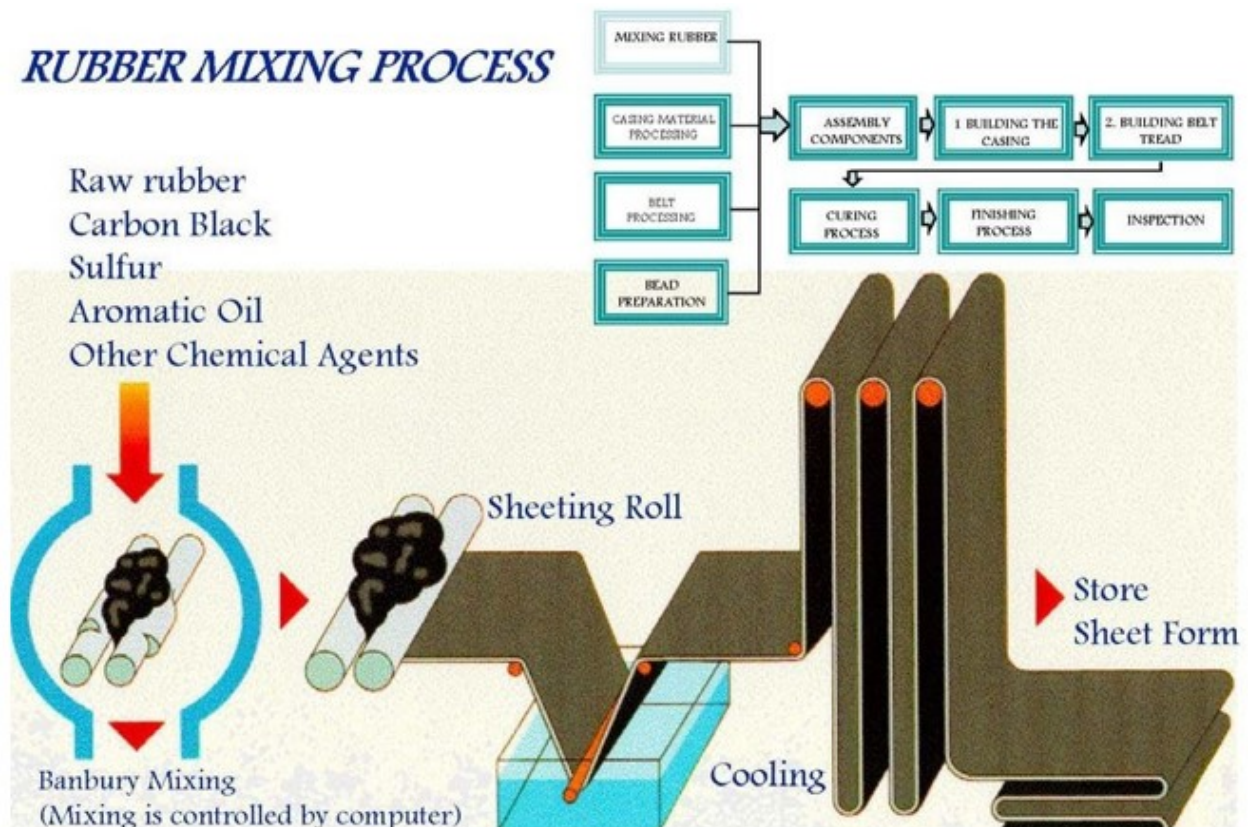 RUBBER MIXING PROCESS
Raw rubber
Carbon Black
Sulfur
Aromatic Oil
Other Chemical Agents
MIXING RUBBER
CASING MATERIAL
PROCESSING
BELT
PROCESSING
BEAD
PREPARATION
ASSEMBLY
COMPONENTS
1 BUILDING THE
CASING
2. BUILDING BELT
TREAD
CURING
PROCESS
FINISHING
PROCESS
INSPECTION
Sheeting Roll
Store
Sheet Form
Cooling
Banbury Mixing
(Mixing is controlled by computer)